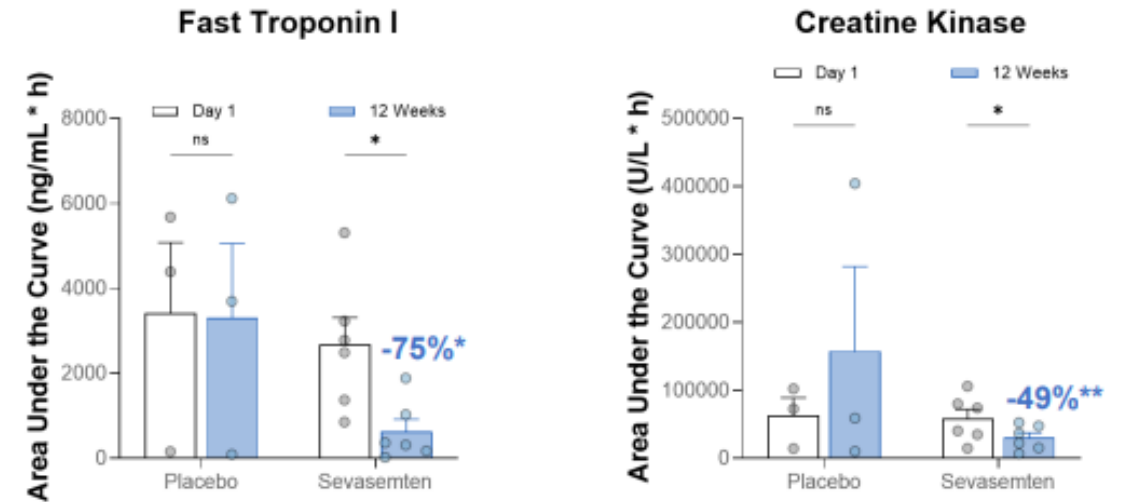 Fast Troponin I
Area Under the Curve (ng/mL * h)
Day 1
12 Weeks
8000
6000
4000
2000
0
ns
*
-75%*
Placebo
Sevasemten
Creatine Kinase
Area Under the Curve (U/L * h)
Day 1
12 Weeks
500000
400000
300000
200000
100000
0
ns
*
-49%**
Placebo
Sevasemten